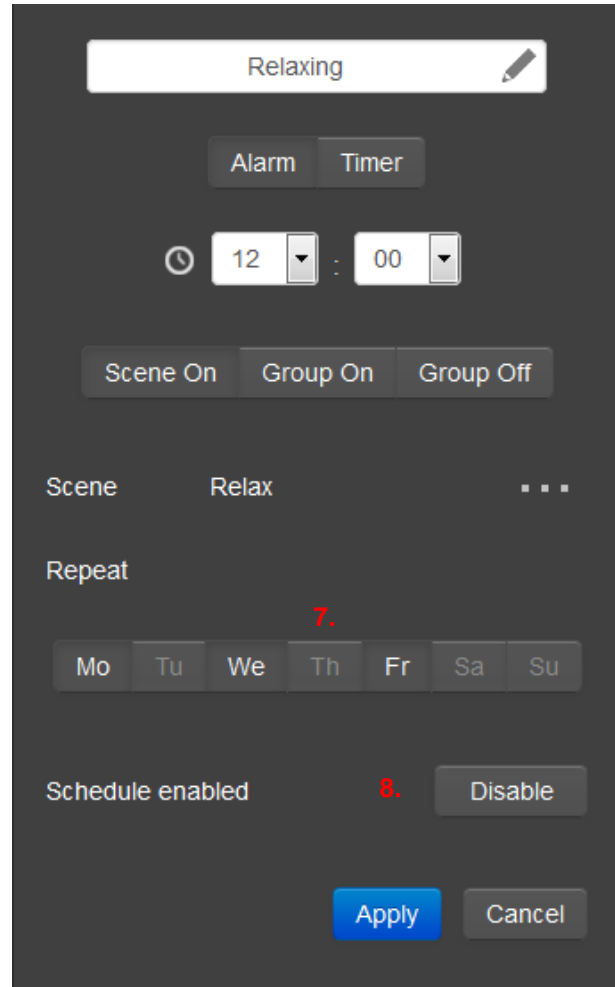 Relaxing
Alarm Timer
12 : 00
Scene On Group On Group Off
Scene Relax ...
Repeat
7.
Mo Tu We Th Fr Sa Su
Schedule enabled 8. Disable
Apply Cancel